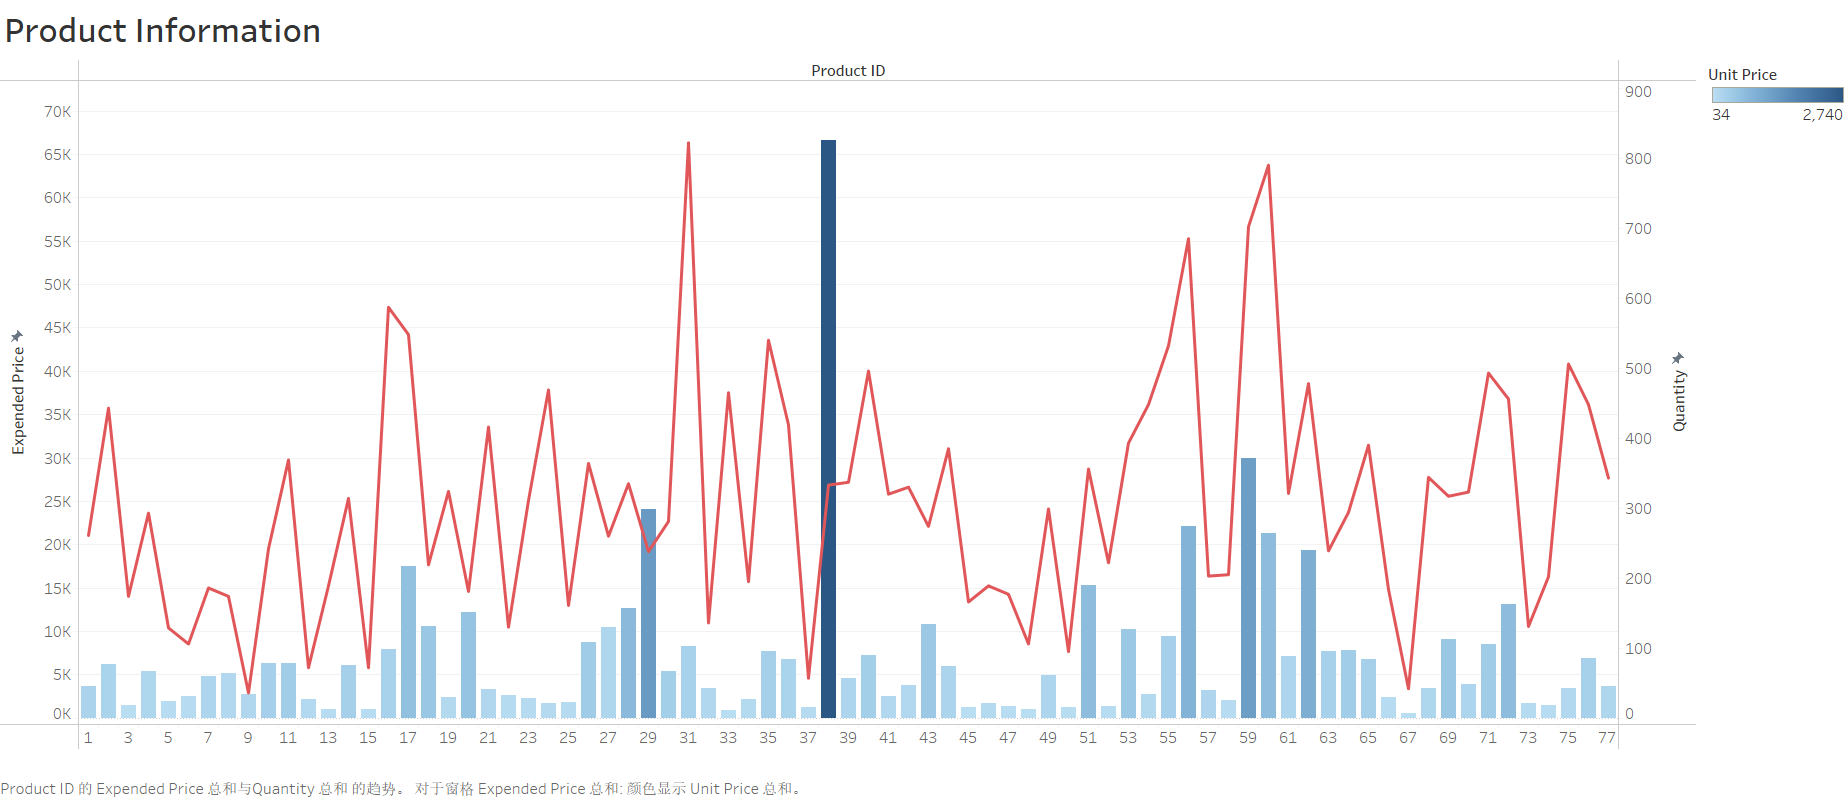 Product Information
Product ID
Unit Price
34 2,740
70K
65K
60K
55K
50K
45K
40K
35K
30K
25K
20K
15K
10K
5K
0K
Expended Price
900
800
700
600
500
400
300
200
100
0
Quantity
1 3 5 7 9 11 13 15 17 19 21 23 25 27 29 31 33 35 37 39 41 43 45 47 49 51 53 55 57 59 61 63 65 67 69 71 73 75 77
Product ID 的 Expended Price 总和与Quantity 总和 的趋势。 对于窗格 Expended Price 总和: 颜色显示 Unit Price 总和。